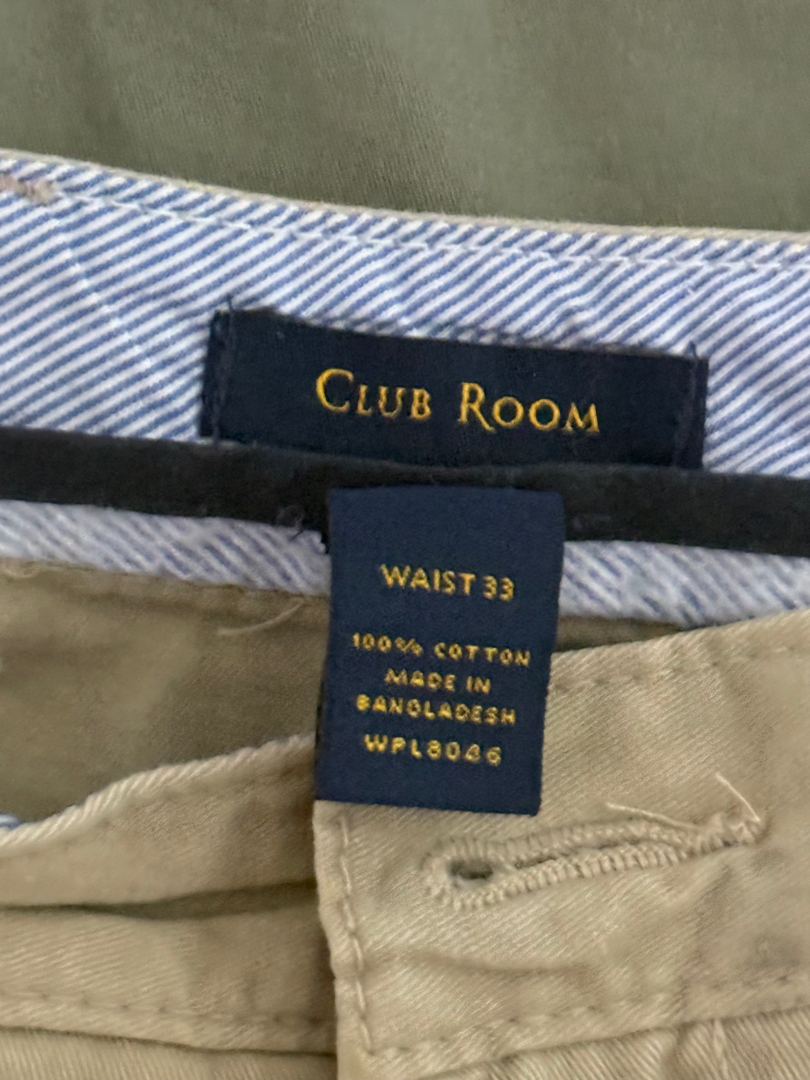 CLUB ROOM
WAIST 33
100% COTTON
MADE IN
BANGLADESH
WPL8046